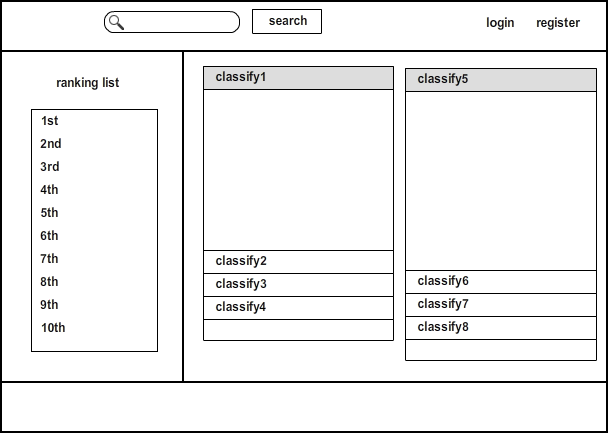 search
login
register
ranking list
1st
2nd
3rd
4th
5th
6th
7th
8th
9th
10th
classify1
classify2
classify3
classify4
classify5
classify6
classify7
classify8